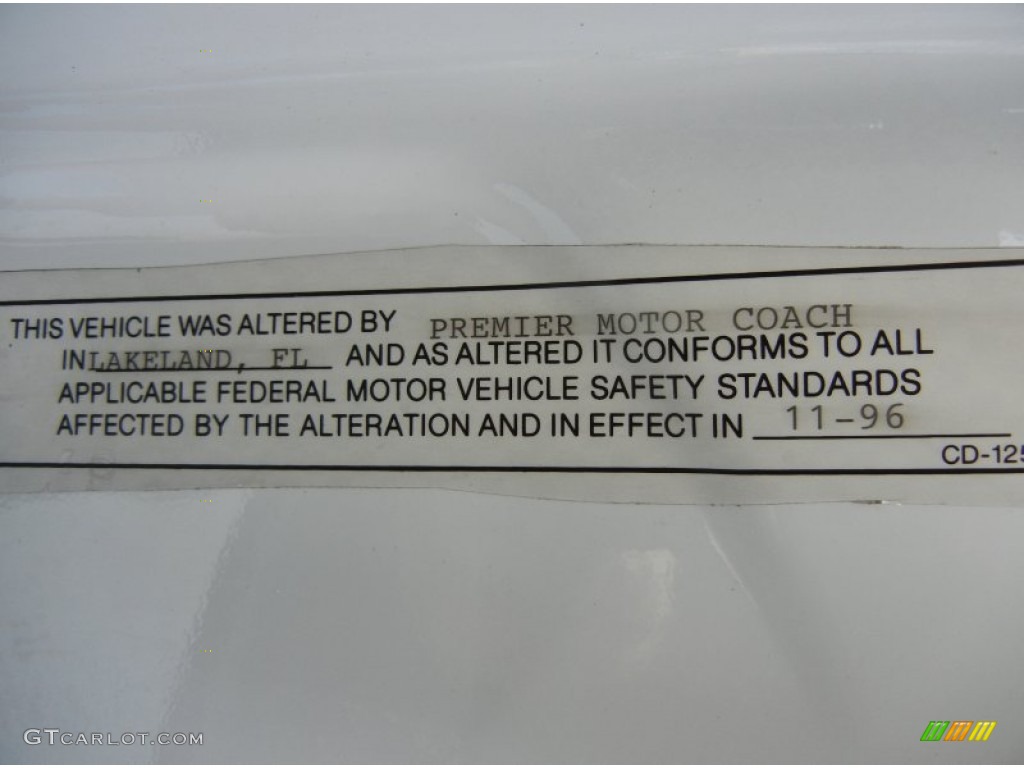 THIS VEHICLE WAS ALTERED BY PREMIER MOTOR COACH
IN LAKELAND, FL AND AS ALTERED IT CONFORMS TO ALL
APPLICABLE FEDERAL MOTOR VEHICLE SAFETY STANDARDS
AFFECTED BY THE ALTERATION AND IN EFFECT IN 11-96
CD-125
GTCARLOT.COM